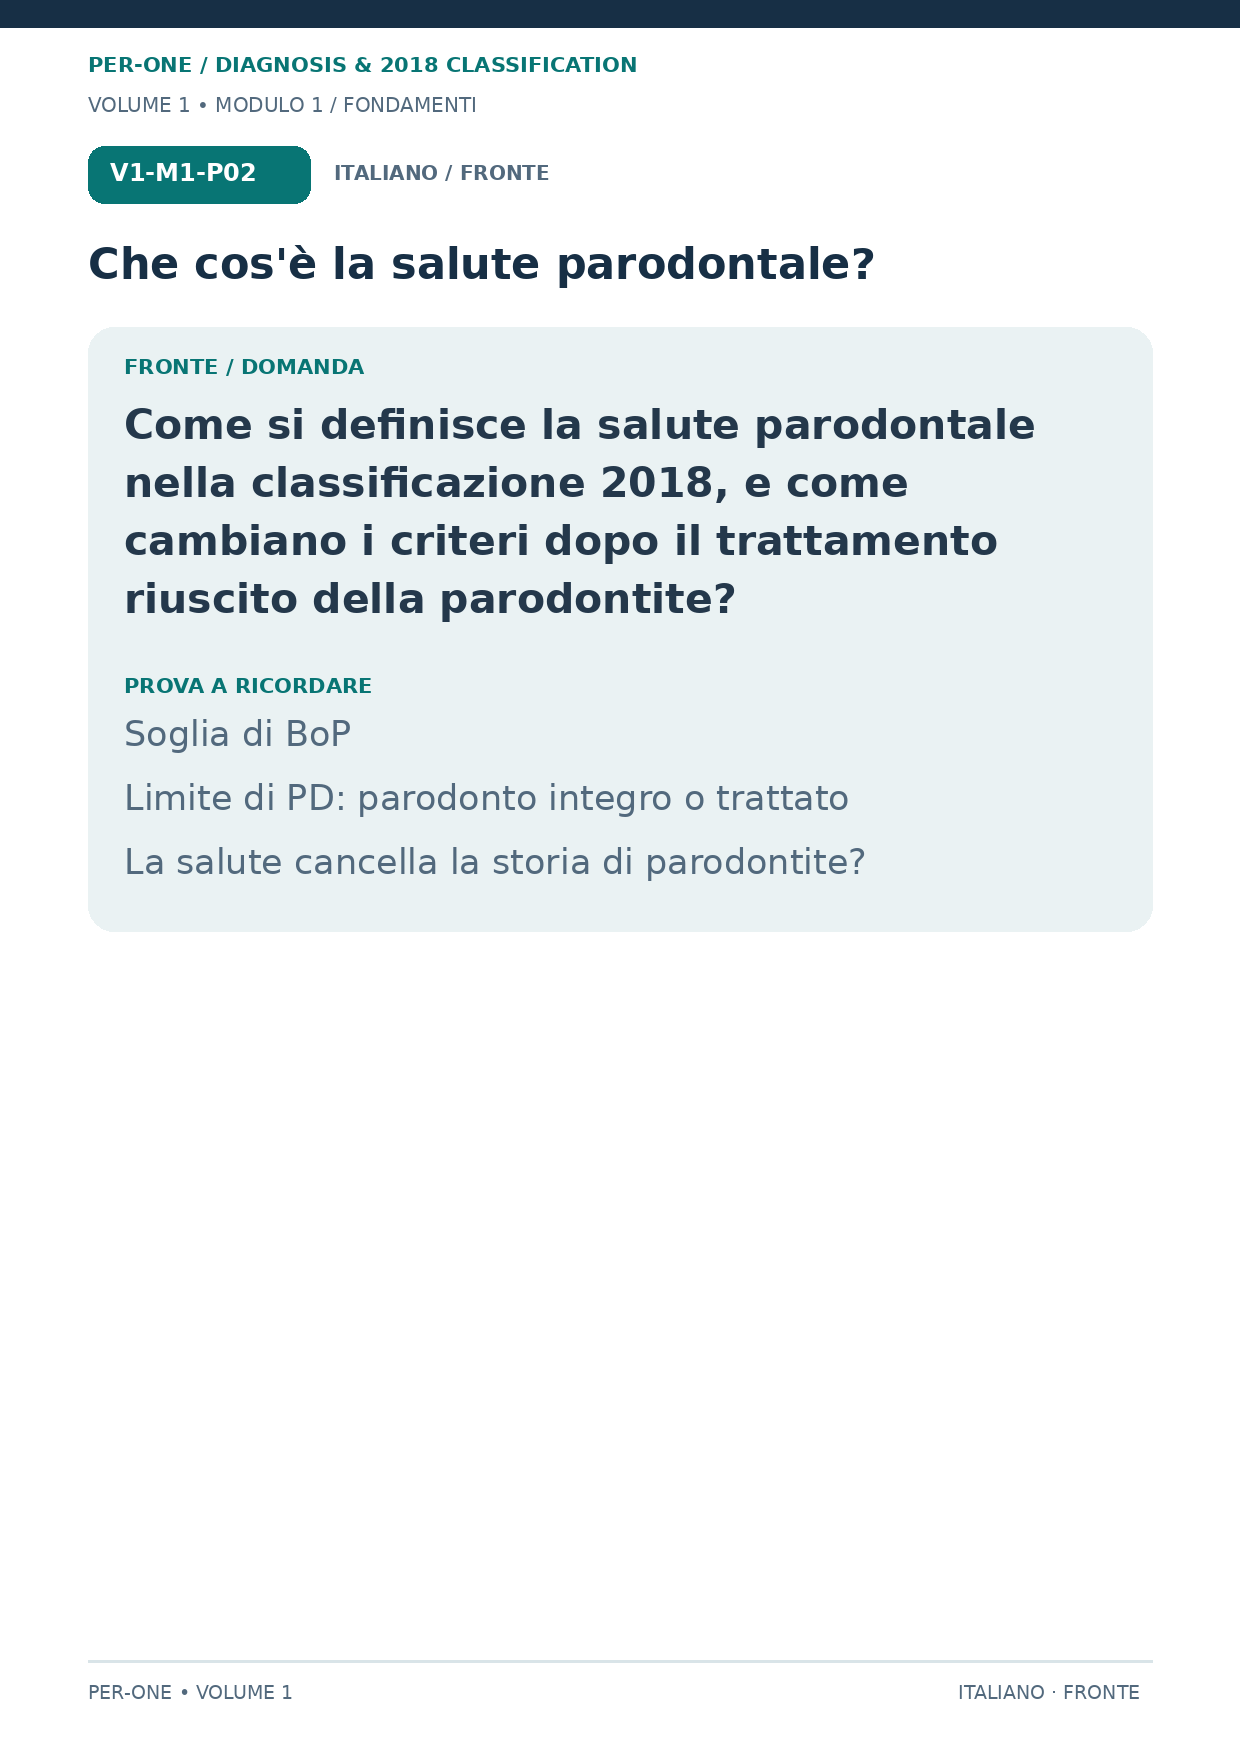 PER-ONE / DIAGNOSIS & 2018 CLASSIFICATION
VOLUME 1 • MODULO 1 / FONDAMENTI
V1-M1-P02
ITALIANO / FRONTE
Che cos'è la salute parodontale?
FRONTE / DOMANDA
Come si definisce la salute parodontale
nella classificazione 2018, e come
cambiano i criteri dopo il trattamento
riuscito della parodontite?
PROVA A RICORDARE
Soglia di BoP
Limite di PD: parodonto integro o trattato
La salute cancella la storia di parodontite?
PER-ONE • VOLUME 1
ITALIANO · FRONTE